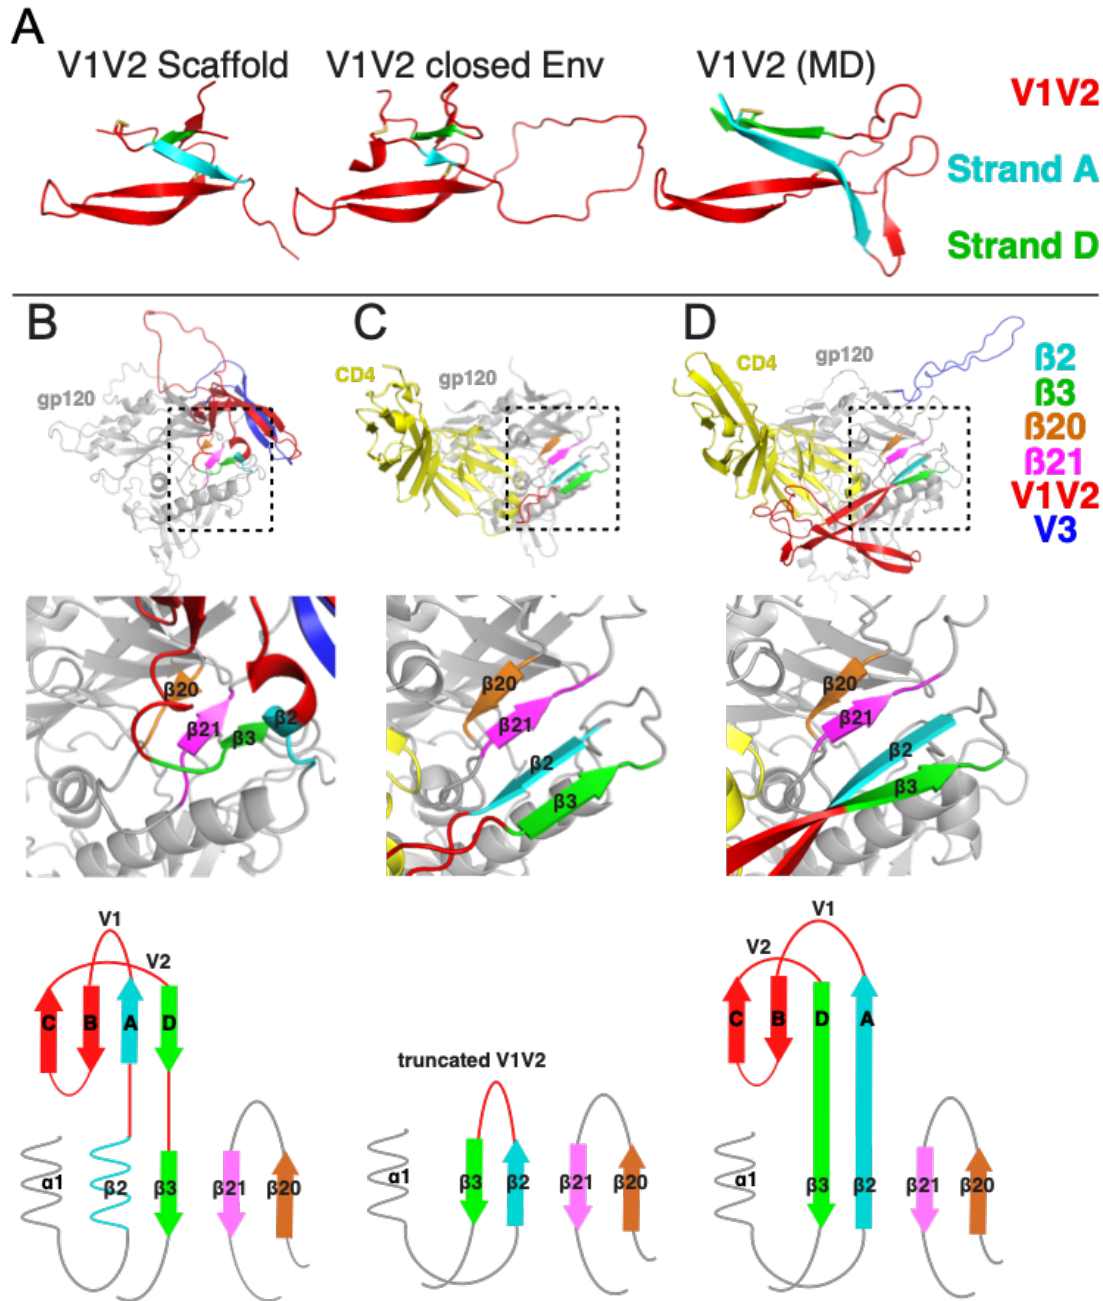 A
V1V2 Scaffold V1V2 closed Env V1V2 (MD)
V1V2
Strand A
Strand D
B C D
gp120
CD4
gp120
CD4
gp120
ß2
ß3
ß20
ß21
V1V2
V3
β20
β21
β3
β2
β20
β21
β2
β3
β20
β21
β2
β3
V1
V2
C B A D
α1 β2 β3 β21 β20
truncated V1V2
α1 β3 β2 β21 β20
V1
V2
C B D A
α1 β3 β2 β21 β20